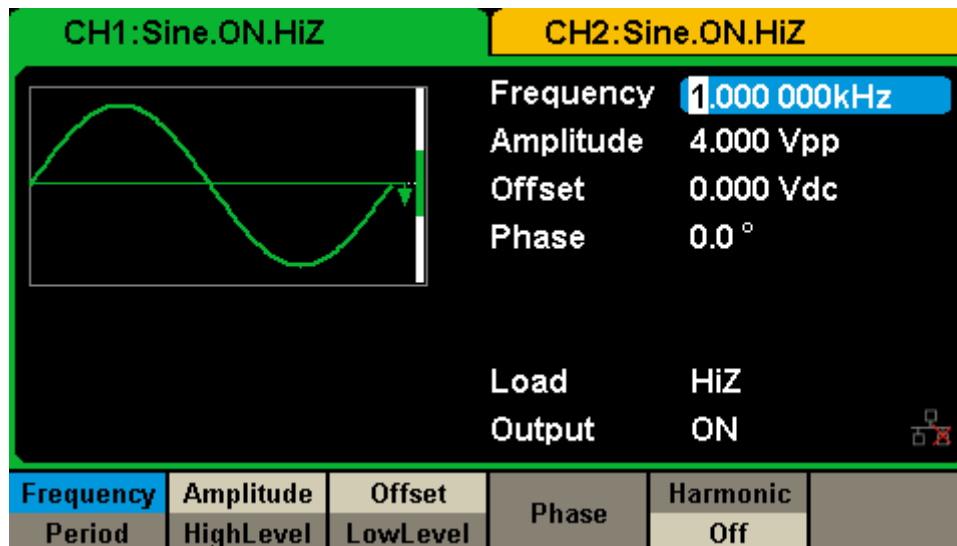 CH1:Sine.ON.HiZ
CH2:Sine.ON.HiZ
Frequency 1.000 000kHz
Amplitude 4.000 Vpp
Offset 0.000 Vdc
Phase 0.0 °
Load HiZ
Output ON
Frequency Amplitude Offset Phase Harmonic
Period HighLevel LowLevel Off